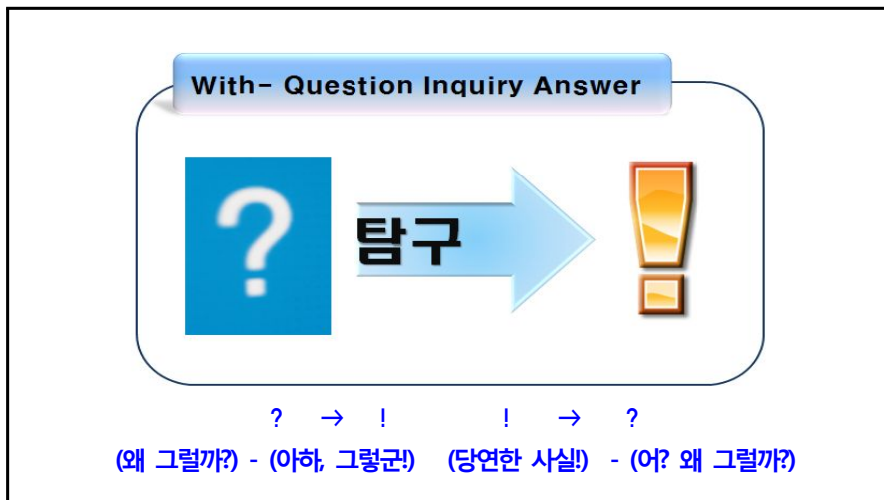 With- Question Inquiry Answer
? 탐구 !
? → ! ! → ?
(왜 그럴까?) - (아하, 그렇군!) (당연한 사실!) - (어? 왜 그럴까?)